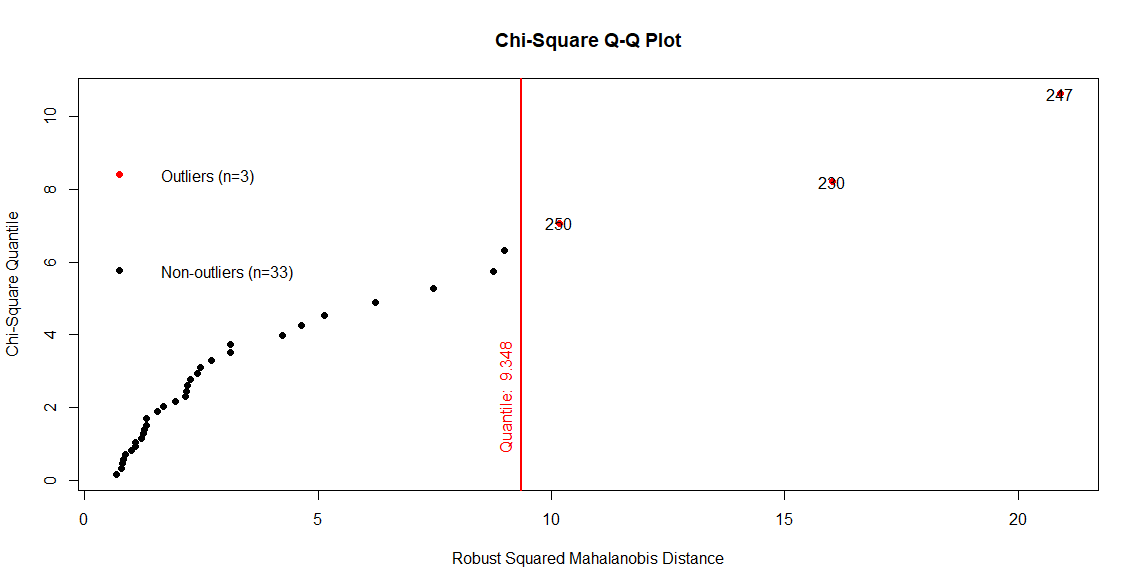 Chi-Square Q-Q Plot
Chi-Square Quantile
10
8
6
4
2
0
Outliers (n=3)
Non-outliers (n=33)
247
230
250
Quantile: 9.348
0 5 10 15 20
Robust Squared Mahalanobis Distance